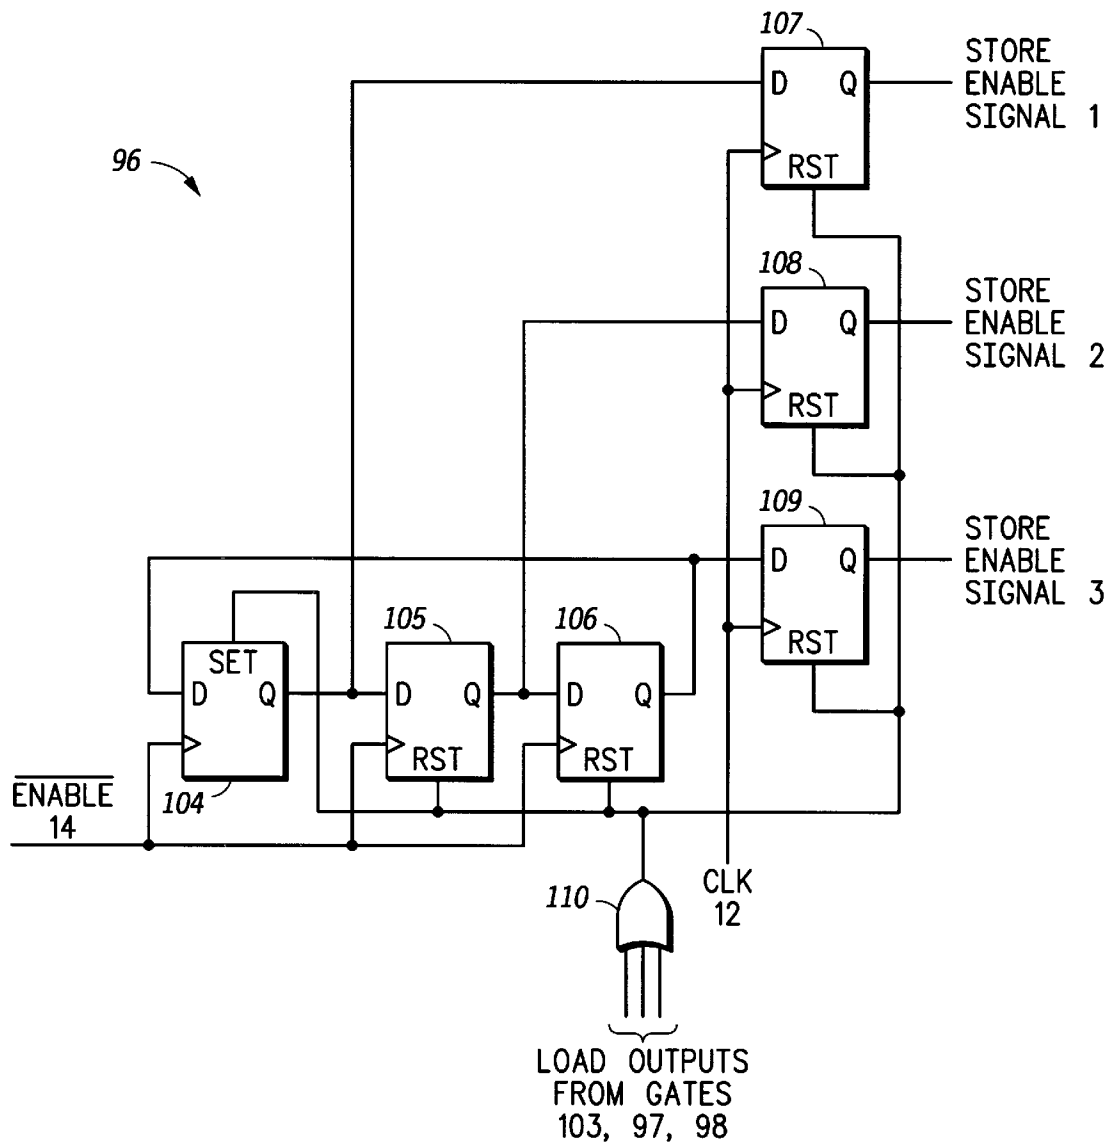 107
STORE
ENABLE
SIGNAL 1
D Q
RST
96
108
STORE
ENABLE
SIGNAL 2
D Q
RST
109
STORE
ENABLE
SIGNAL 3
D Q
RST
105
106
SET
D Q
D Q
RST
D Q
RST
ENABLE
14
104
CLK
12
110
LOAD OUTPUTS
FROM GATES
103, 97, 98